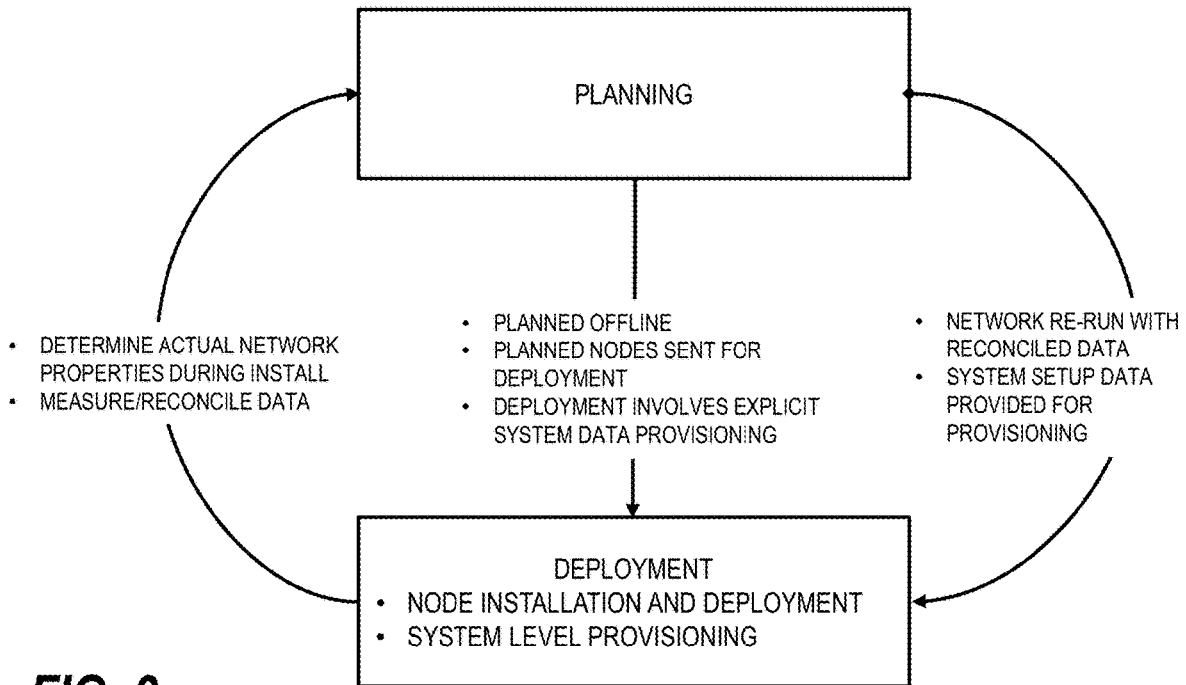 PLANNING
• DETERMINE ACTUAL NETWORK
PROPERTIES DURING INSTALL
• MEASURE/RECONCILE DATA
• PLANNED OFFLINE
• PLANNED NODES SENT FOR
DEPLOYMENT
• DEPLOYMENT INVOLVES EXPLICIT
SYSTEM DATA PROVISIONING
• NETWORK RE-RUN WITH
RECONCILED DATA
• SYSTEM SETUP DATA
PROVIDED FOR
PROVISIONING
DEPLOYMENT
• NODE INSTALLATION AND DEPLOYMENT
• SYSTEM LEVEL PROVISIONING
FIG.